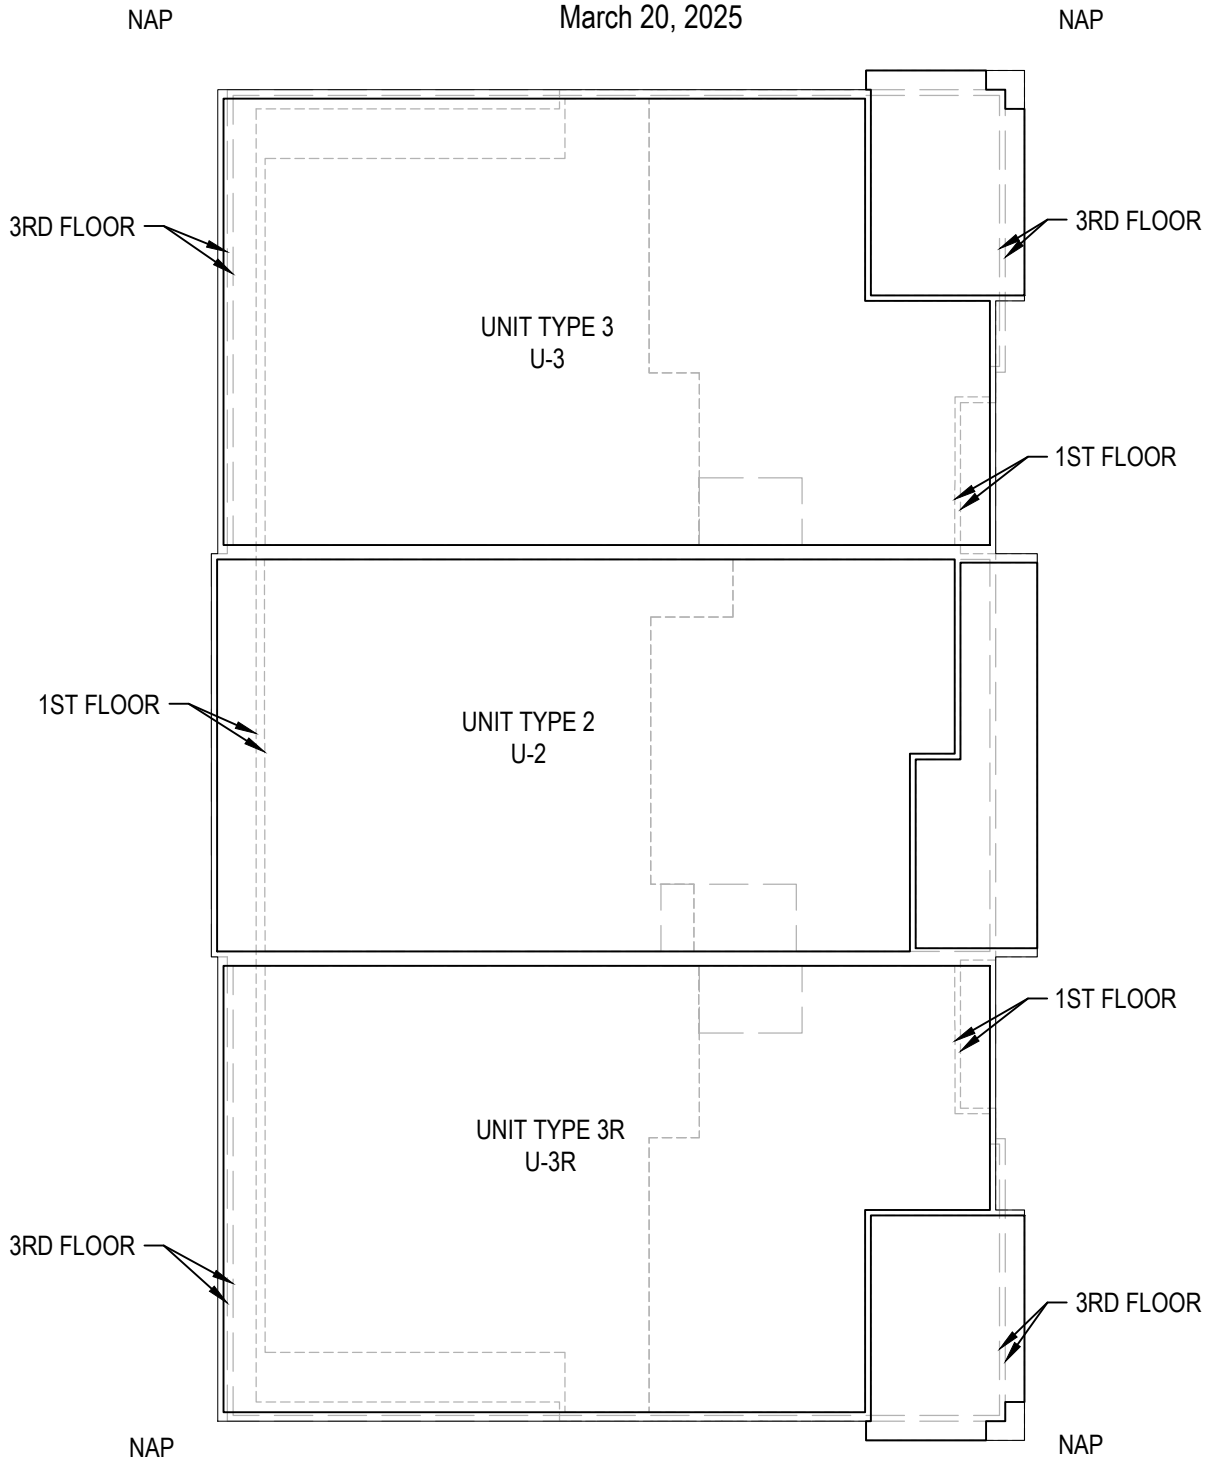 NAP
March 20, 2025
NAP
3RD FLOOR
3RD FLOOR
UNIT TYPE 3
U-3
1ST FLOOR
1ST FLOOR
UNIT TYPE 2
U-2
1ST FLOOR
UNIT TYPE 3R
U-3R
3RD FLOOR
3RD FLOOR
NAP
NAP